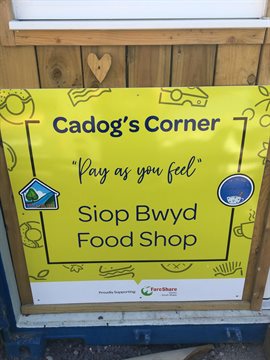 Cadog's Corner
"Pay as you feel"
Siop Bwyd
Food Shop
Proudly Supporting FareShare